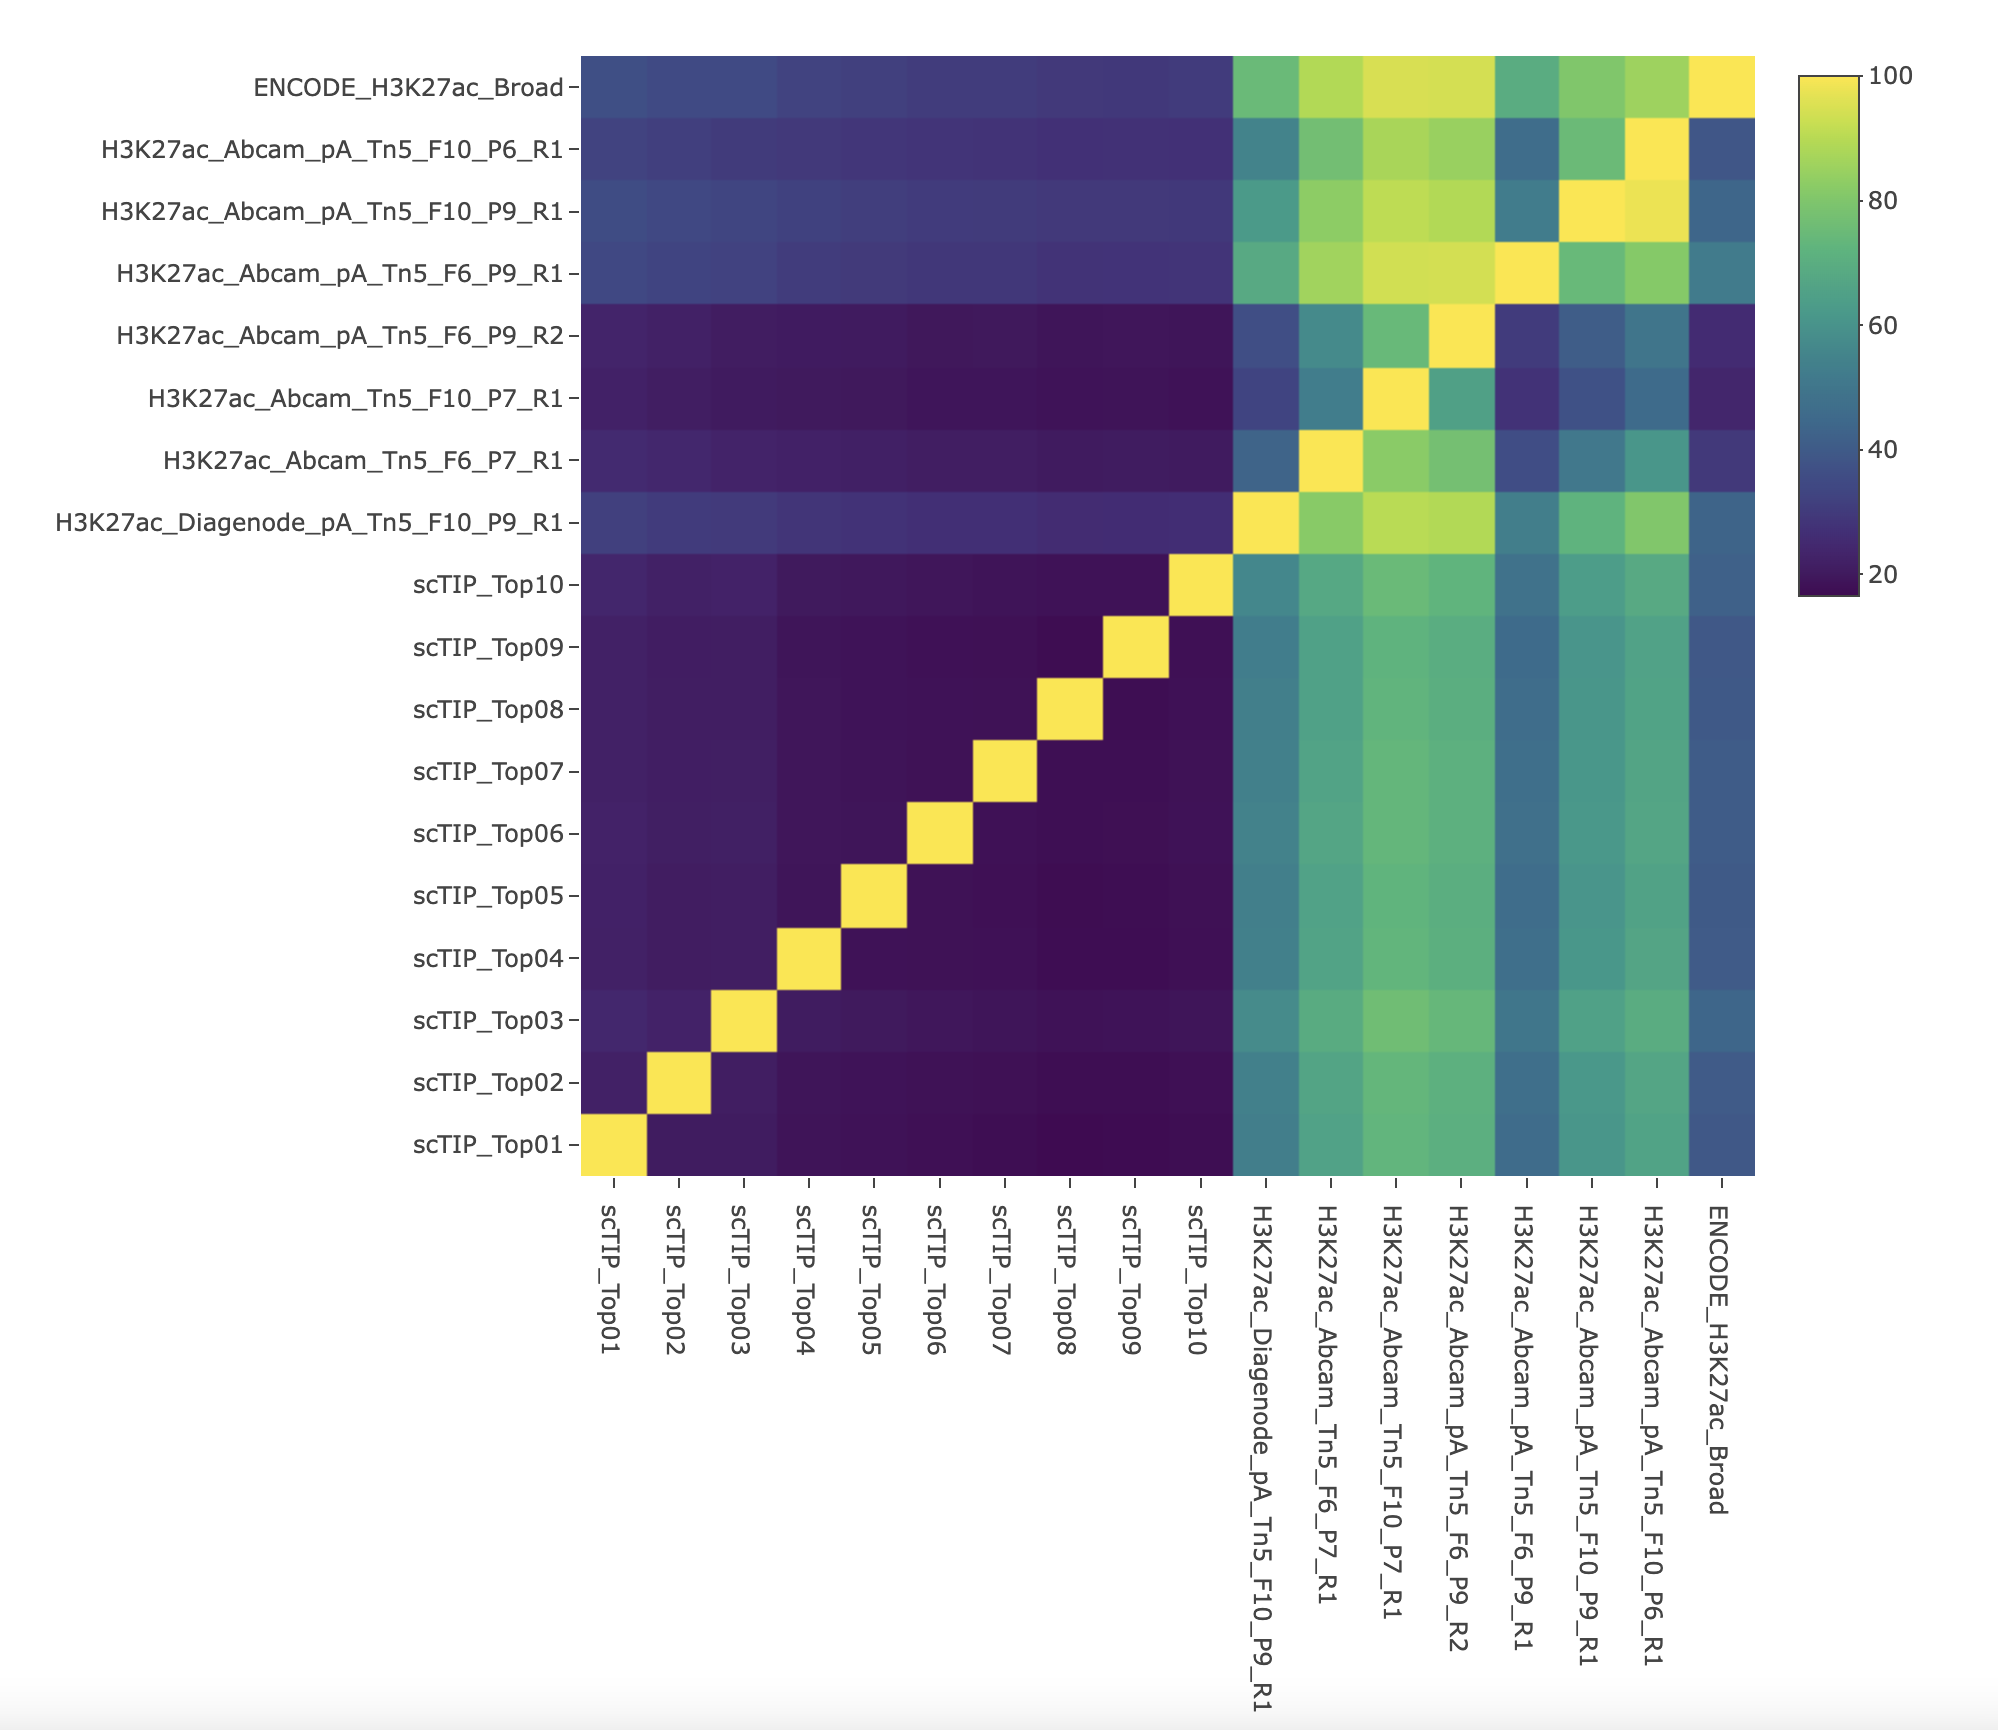 ENCODE_H3K27ac_Broad
H3K27ac_Abcam_pA_Tn5_F10_P6_R1
H3K27ac_Abcam_pA_Tn5_F10_P9_R1
H3K27ac_Abcam_pA_Tn5_F6_P9_R1
H3K27ac_Abcam_pA_Tn5_F6_P9_R2
H3K27ac_Abcam_Tn5_F10_P7_R1
H3K27ac_Abcam_Tn5_F6_P7_R1
H3K27ac_Diagenode_pA_Tn5_F10_P9_R1
scTIP_Top10
scTIP_Top09
scTIP_Top08
scTIP_Top07
scTIP_Top06
scTIP_Top05
scTIP_Top04
scTIP_Top03
scTIP_Top02
scTIP_Top01
scTIP_Top01
scTIP_Top02
scTIP_Top03
scTIP_Top04
scTIP_Top05
scTIP_Top06
scTIP_Top07
scTIP_Top08
scTIP_Top09
scTIP_Top10
H3K27ac_Diagenode_pA_Tn5_F10_P9_R1
H3K27ac_Abcam_Tn5_F6_P7_R1
H3K27ac_Abcam_Tn5_F10_P7_R1
H3K27ac_Abcam_pA_Tn5_F6_P9_R2
H3K27ac_Abcam_pA_Tn5_F6_P9_R1
H3K27ac_Abcam_pA_Tn5_F10_P9_R1
H3K27ac_Abcam_pA_Tn5_F10_P6_R1
ENCODE_H3K27ac_Broad
100
80
60
40
20